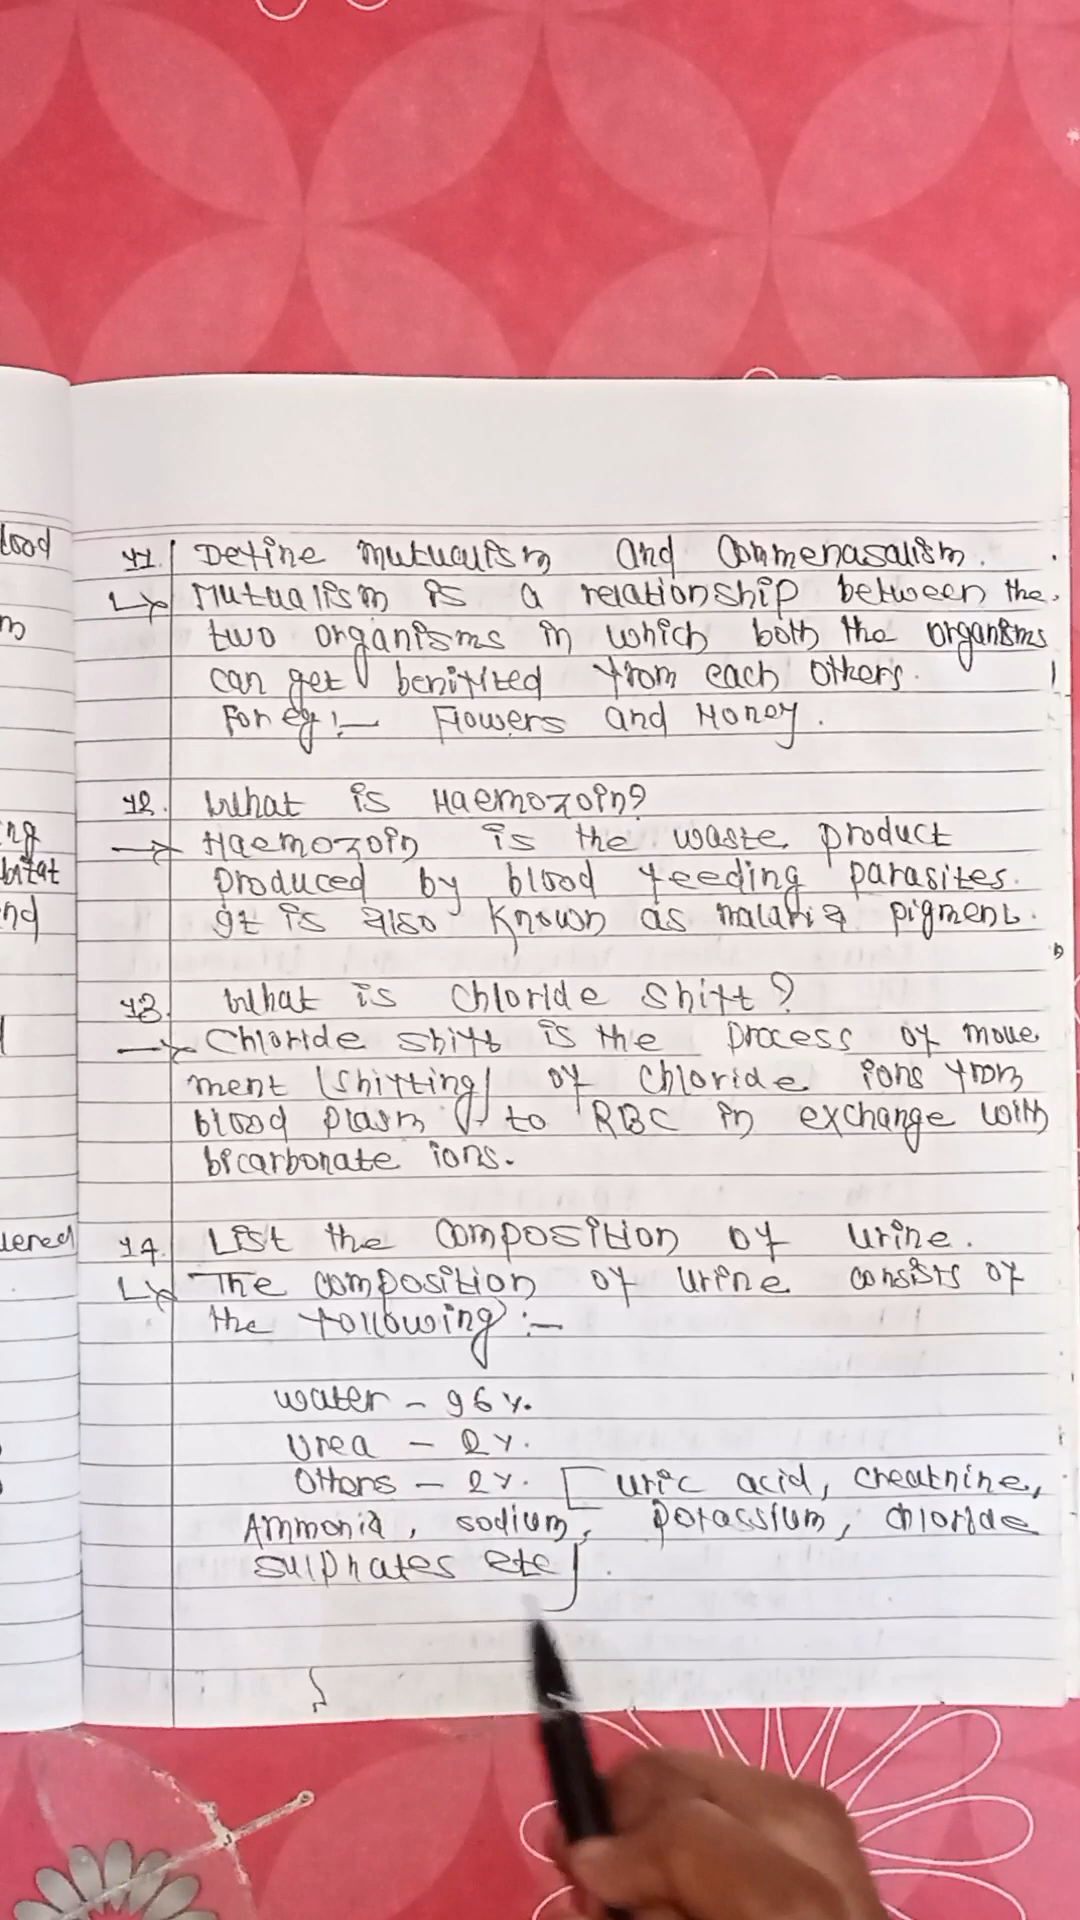 11. Define mutualism and Commenasalism.
Mutualism is a relationship between the
two organisms in which both the organisms
can get benifited from each others.
For eg:- Flowers and Honey.
12. What is Haemozoin?
Haemozoin is the waste product
produced by blood feeding parasites.
It is also known as malaria pigment.
13. What is Chloride shift?
Chloride shift is the process of move
ment (shifting) of chloride ions from
blood plasm to RBC in exchange with
bicarbonate ions.
14. List the composition of urine.
The composition of urine consists of
the following :-
water - 96%.
Urea - 2%.
Others - 2%. [uric acid, creatnine,
Ammonia, sodium, potassium, chloride
sulphates etc].